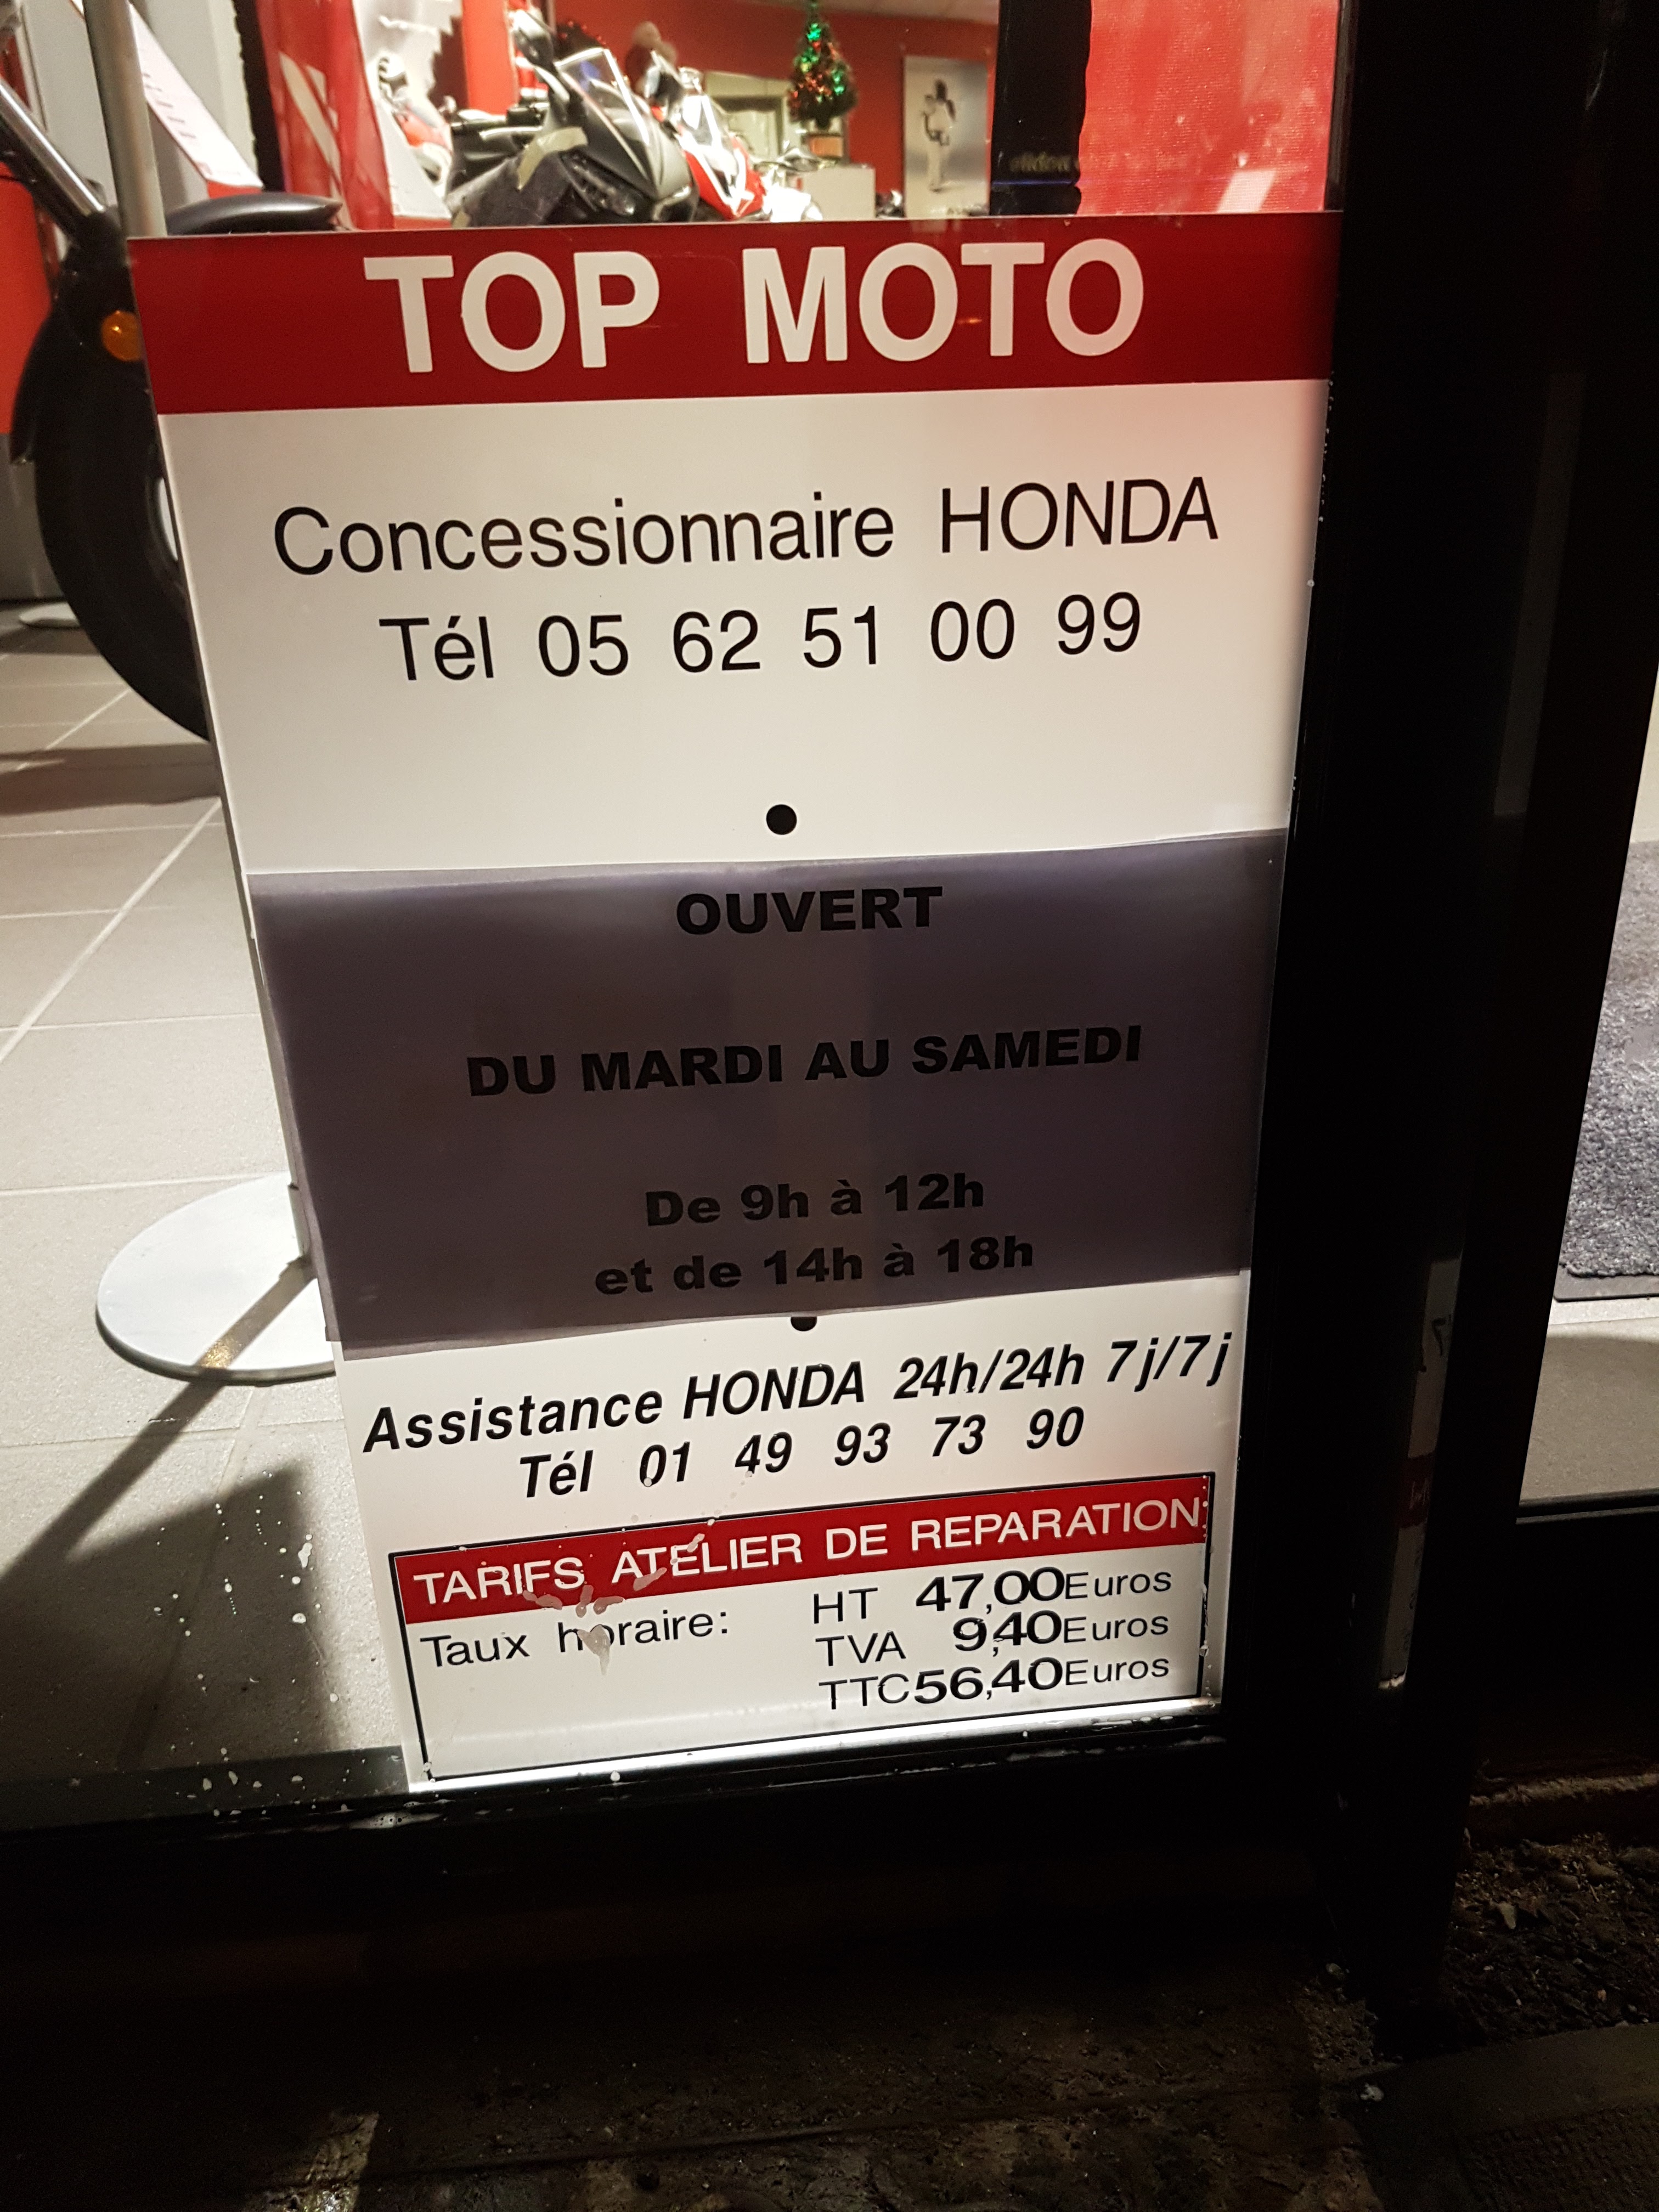 TOP MOTO
Concessionnaire HONDA
Tél 05 62 51 00 99
OUVERT
DU MARDI AU SAMEDI
De 9h à 12h
et de 14h à 18h
Assistance HONDA 24h/24h 7j/7j
Tél 01 49 93 73 90
TARIFS ATELIER DE REPARATION
Taux horaire: HT 47,00Euros
TVA 9,40Euros
TTC56,40Euros